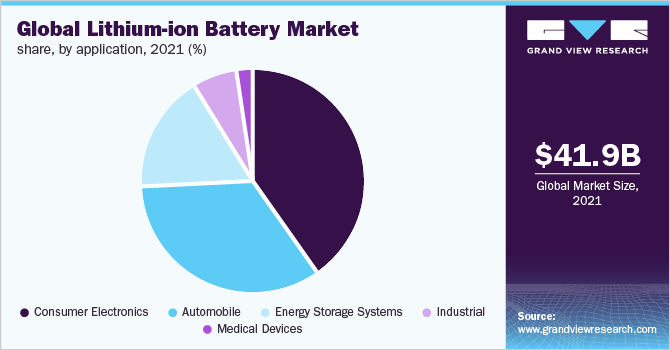 Global Lithium-ion Battery Market
share, by application, 2021 (%)
GRAND VIEW RESEARCH
$41.9B
Global Market Size,
2021
Consumer Electronics
Automobile
Energy Storage Systems
Industrial
Medical Devices
Source:
www.grandviewresearch.com